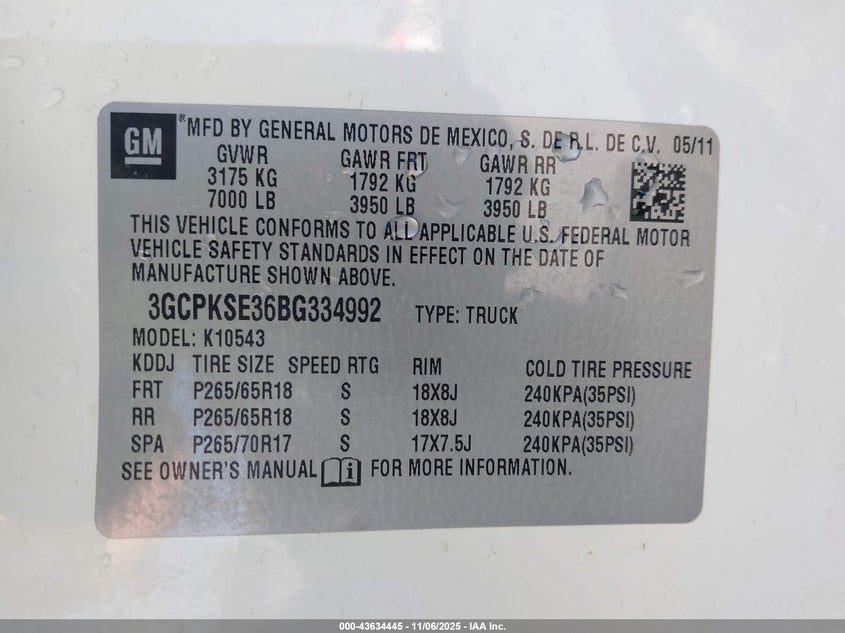 GM ® MFD BY GENERAL MOTORS DE MEXICO, S. DE R.L. DE C.V. 05/11
GVWR GAWR FRT GAWR RR
3175 KG 1792 KG 1792 KG
7000 LB 3950 LB 3950 LB
THIS VEHICLE CONFORMS TO ALL APPLICABLE U.S. FEDERAL MOTOR
VEHICLE SAFETY STANDARDS IN EFFECT ON THE DATE OF
MANUFACTURE SHOWN ABOVE.
3GCPKSE36BG334992 TYPE: TRUCK
MODEL: K10543
KDDJ TIRE SIZE SPEED RTG RIM COLD TIRE PRESSURE
FRT P265/65R18 S 18X8J 240KPA(35PSI)
RR P265/65R18 S 18X8J 240KPA(35PSI)
SPA P265/70R17 S 17X7.5J 240KPA(35PSI)
SEE OWNER'S MANUAL FOR MORE INFORMATION.
000-43634445 - 11/06/2025 - IAA Inc.